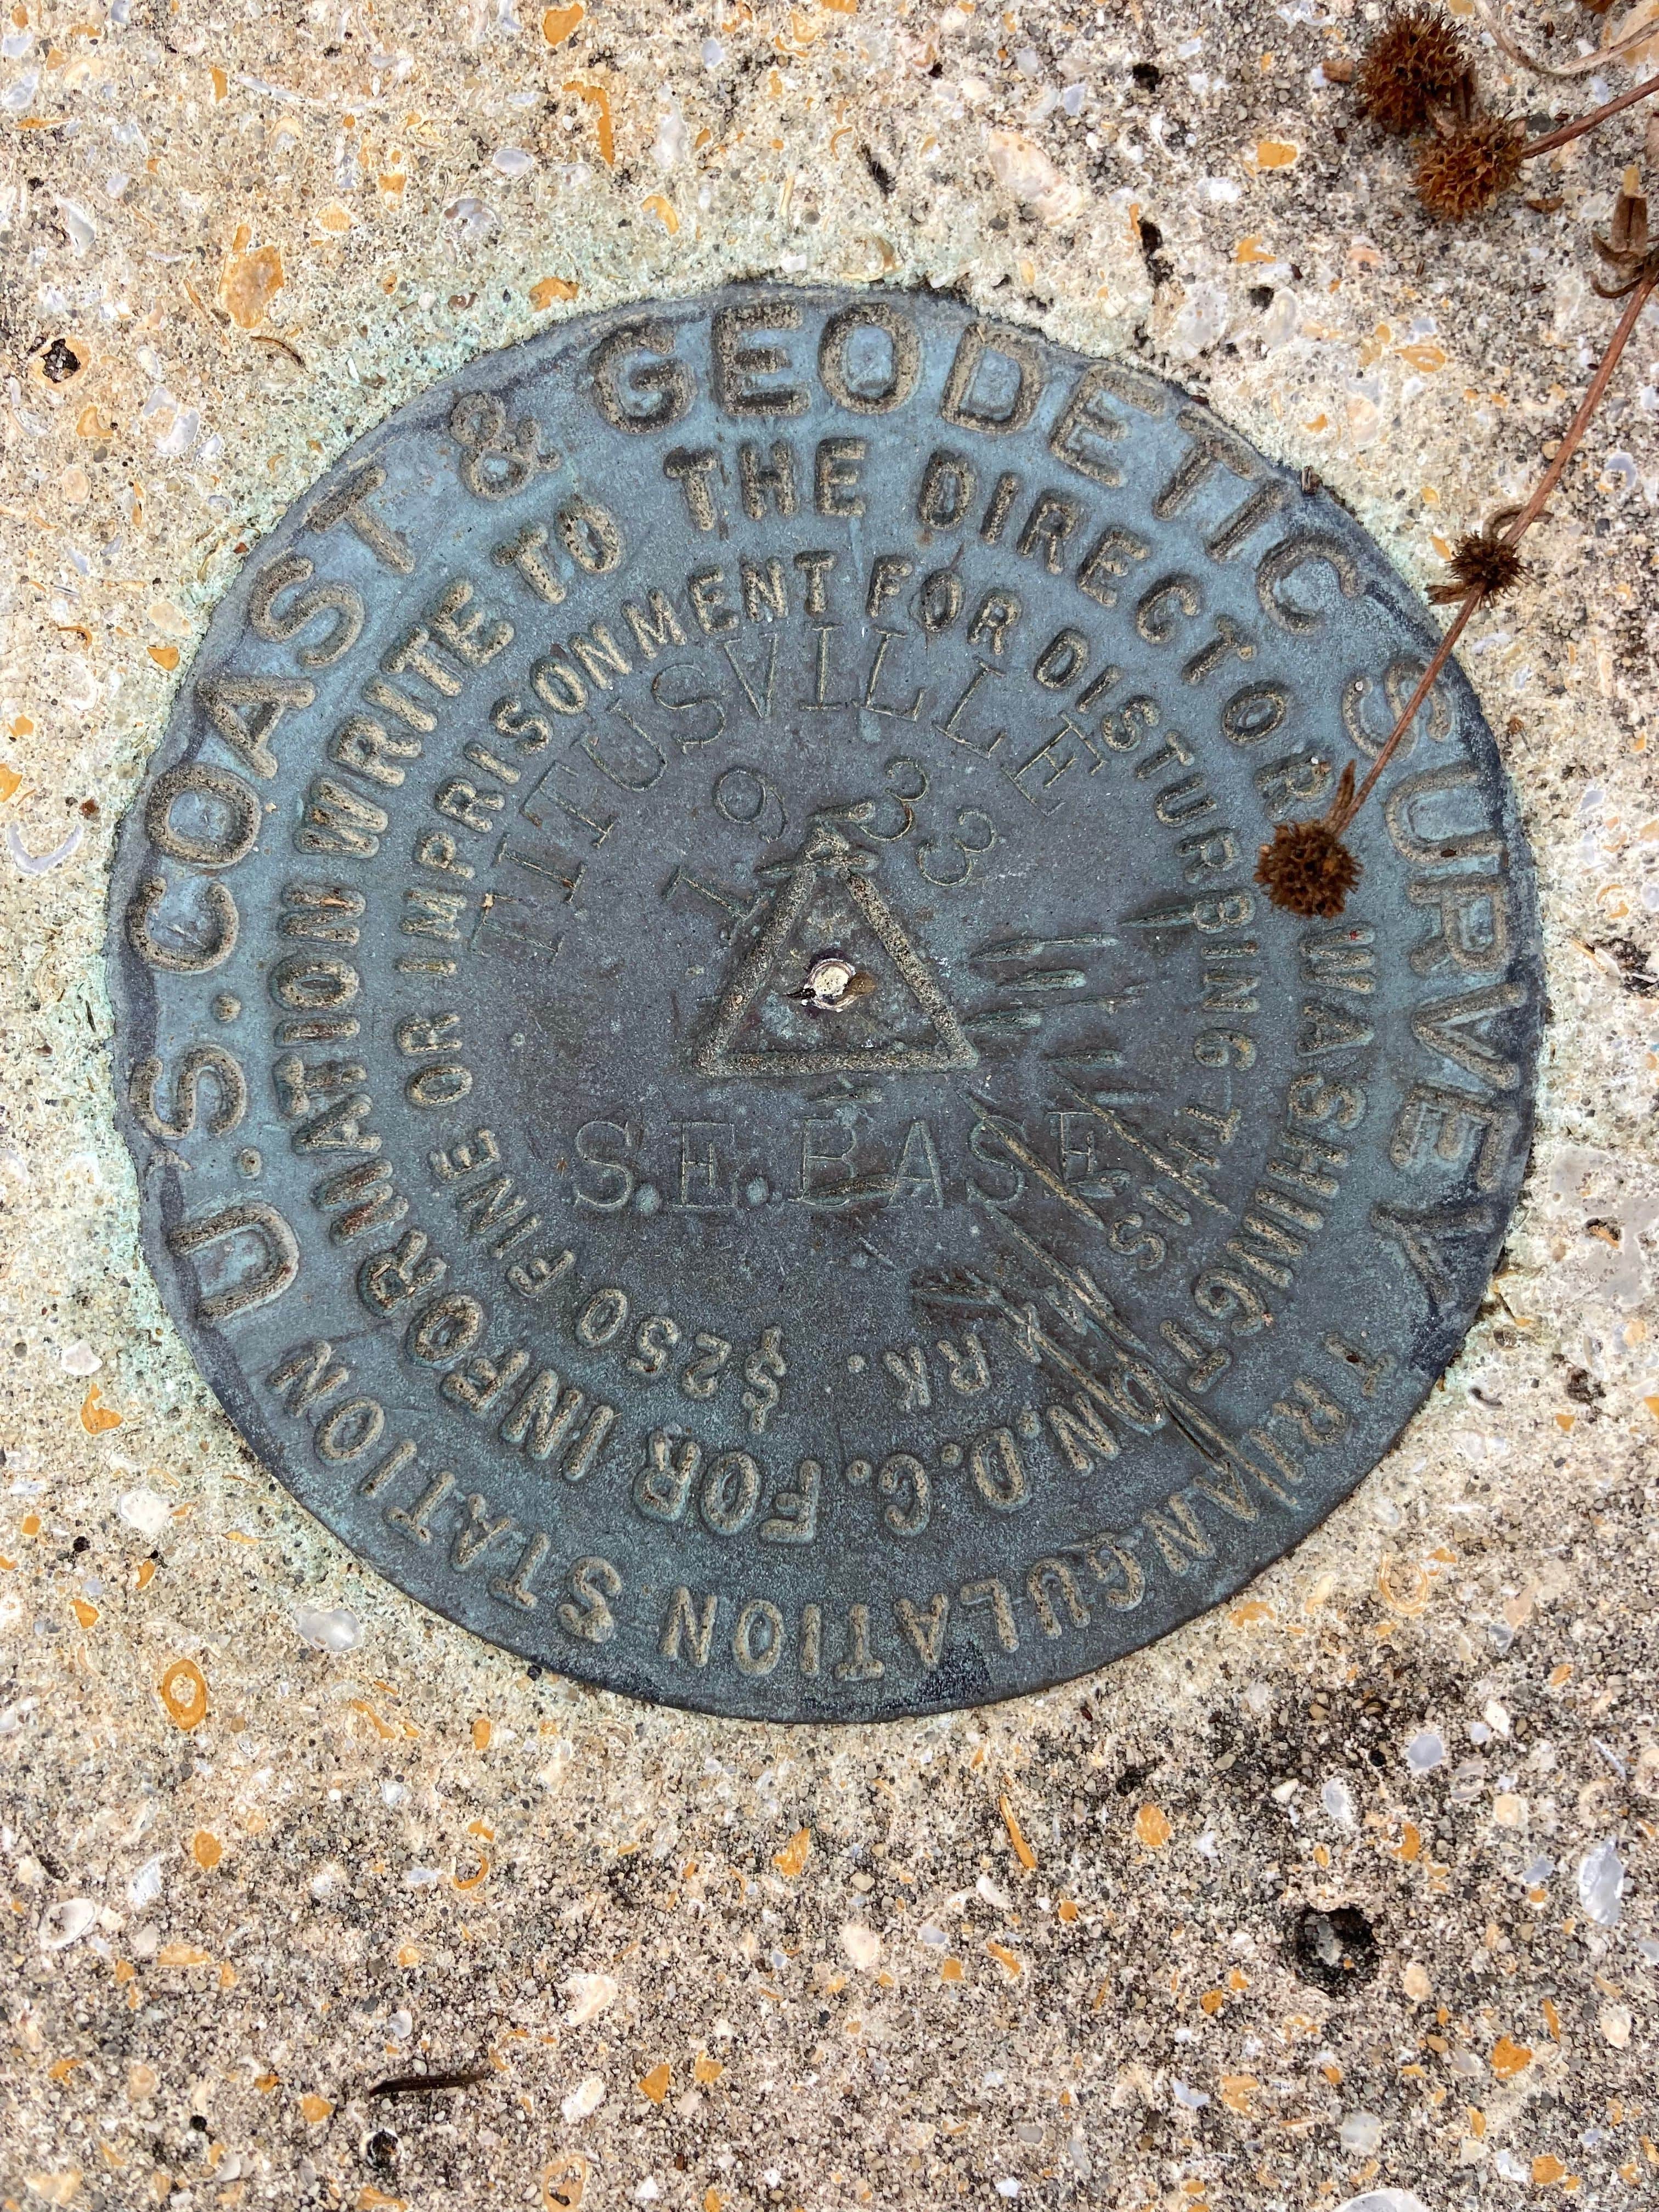 U.S. COAST & GEODETIC SURVEY
TRIANGULATION STATION
FOR INFORMATION WRITE TO THE DIRECTOR WASHINGTON, D.C.
$250 FINE OR IMPRISONMENT FOR DISTURBING THIS MARK.
TITUSVILLE
1933
S.E. BASE